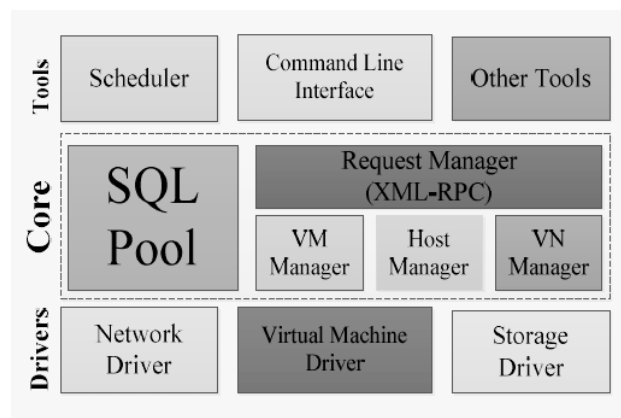 Tools
Scheduler
Command Line
Interface
Other Tools
Core
SQL
Pool
Request Manager
(XML-RPC)
VM
Manager
Host
Manager
VN
Manager
Drivers
Network
Driver
Virtual Machine
Driver
Storage
Driver